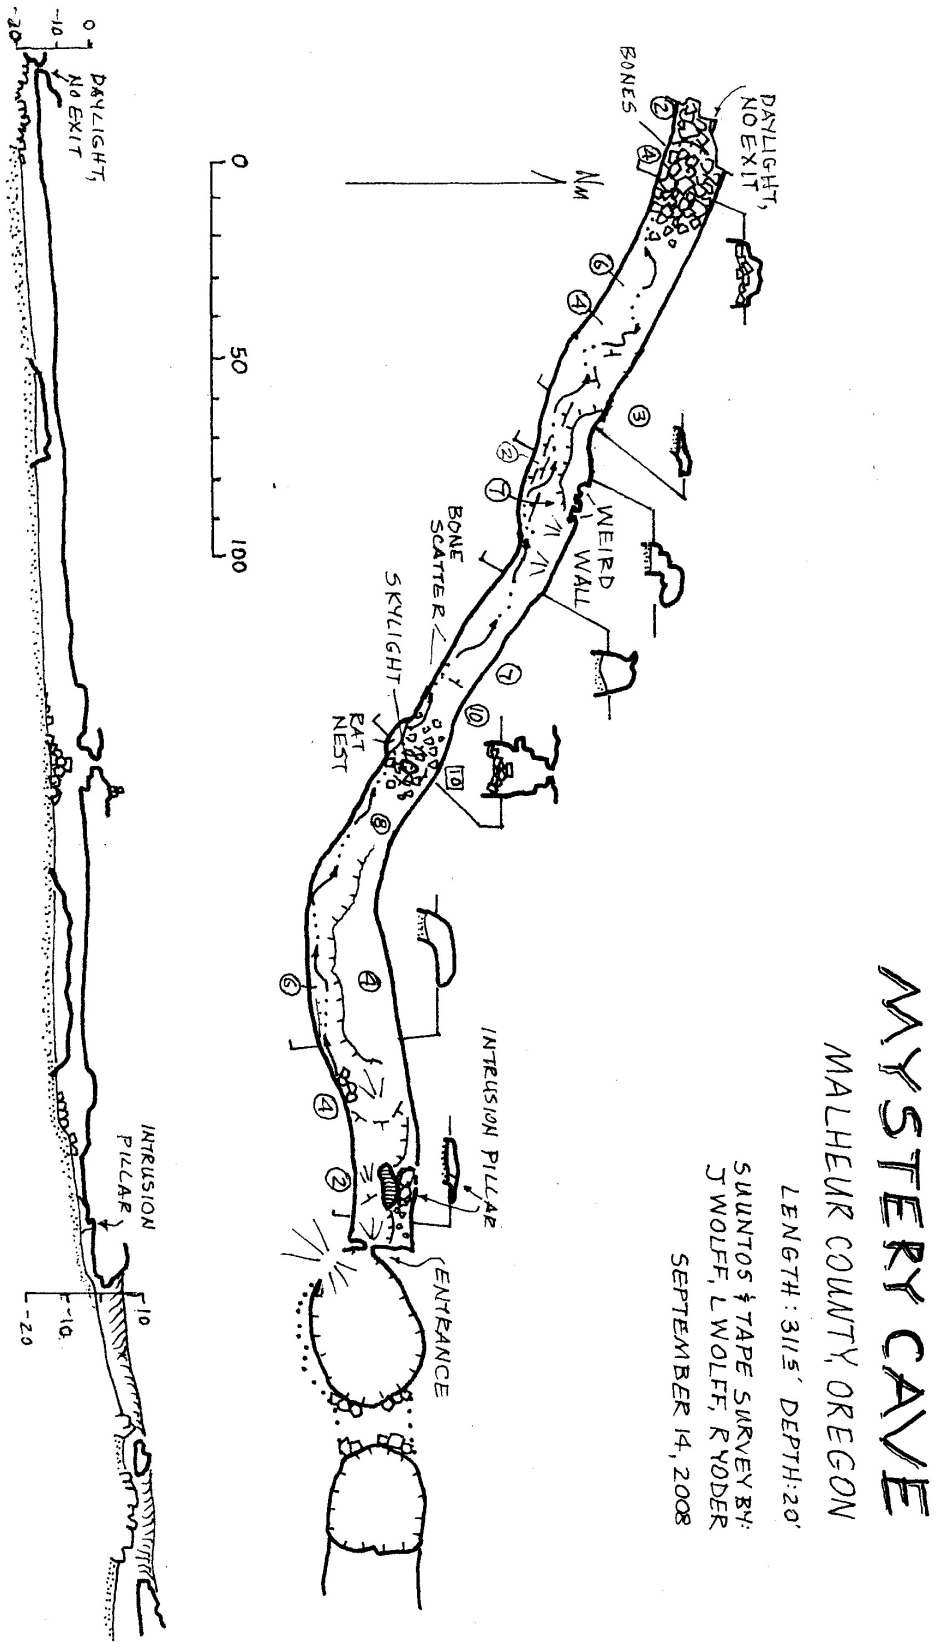 MYSTERY CAVE
MALHEUR COUNTY, OREGON
LENGTH: 311.5' DEPTH: 20'
SUUNTOS & TAPE SURVEY BY:
J WOLFF, L WOLFF, R YODER
SEPTEMBER 14, 2008
DAYLIGHT,
NO EXIT
BONES
2
4
6
4
3
2
7
WEIRD
WALL
BONE
SCATTER
SKYLIGHT
RAT
NEST
7
10
10
8
4
6
4
2
INTRUSION PILLAR
ENTRANCE
NM
0
50
100
DAYLIGHT,
NO EXIT
0
-10
-20
INTRUSION
PILLAR
10
-10
-20